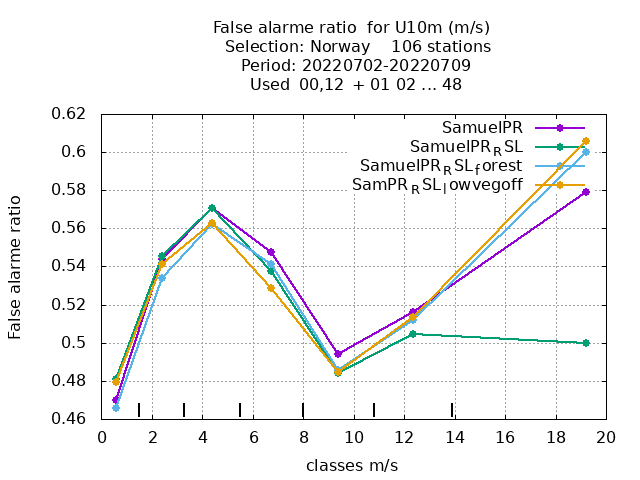 False alarme ratio  for U10m (m/s)
Selection: Norway    106 stations
Period: 20220702-20220709
Used  00,12  + 01 02 ... 48
0.62
0.6
0.58
0.56
0.54
0.52
0.5
0.48
0.46
False alarme ratio
SamuelPR
SamuelPR_RSL
SamuelPR_RSL_forest
SamPR_RSL_lowvegoff
0 2 4 6 8 10 12 14 16 18 20
classes m/s